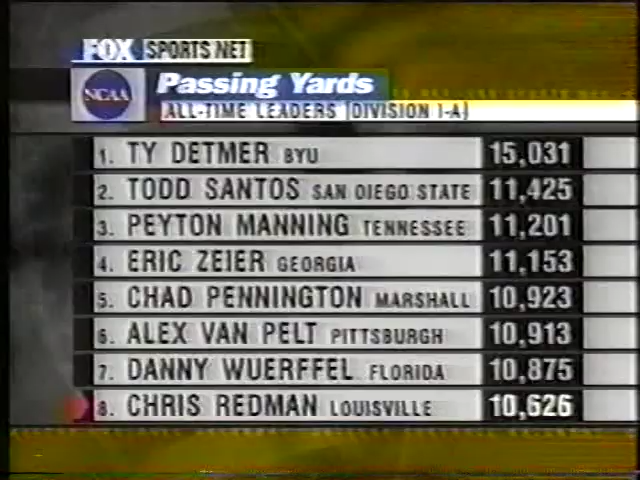 FOX SPORTS NET
NCAA
Passing Yards
ALL-TIME LEADERS (DIVISION I-A)
1. TY DETMER BYU 15,031
2. TODD SANTOS SAN DIEGO STATE 11,425
3. PEYTON MANNING TENNESSEE 11,201
4. ERIC ZEIER GEORGIA 11,153
5. CHAD PENNINGTON MARSHALL 10,923
6. ALEX VAN PELT PITTSBURGH 10,913
7. DANNY WUERFFEL FLORIDA 10,875
8. CHRIS REDMAN LOUISVILLE 10,626